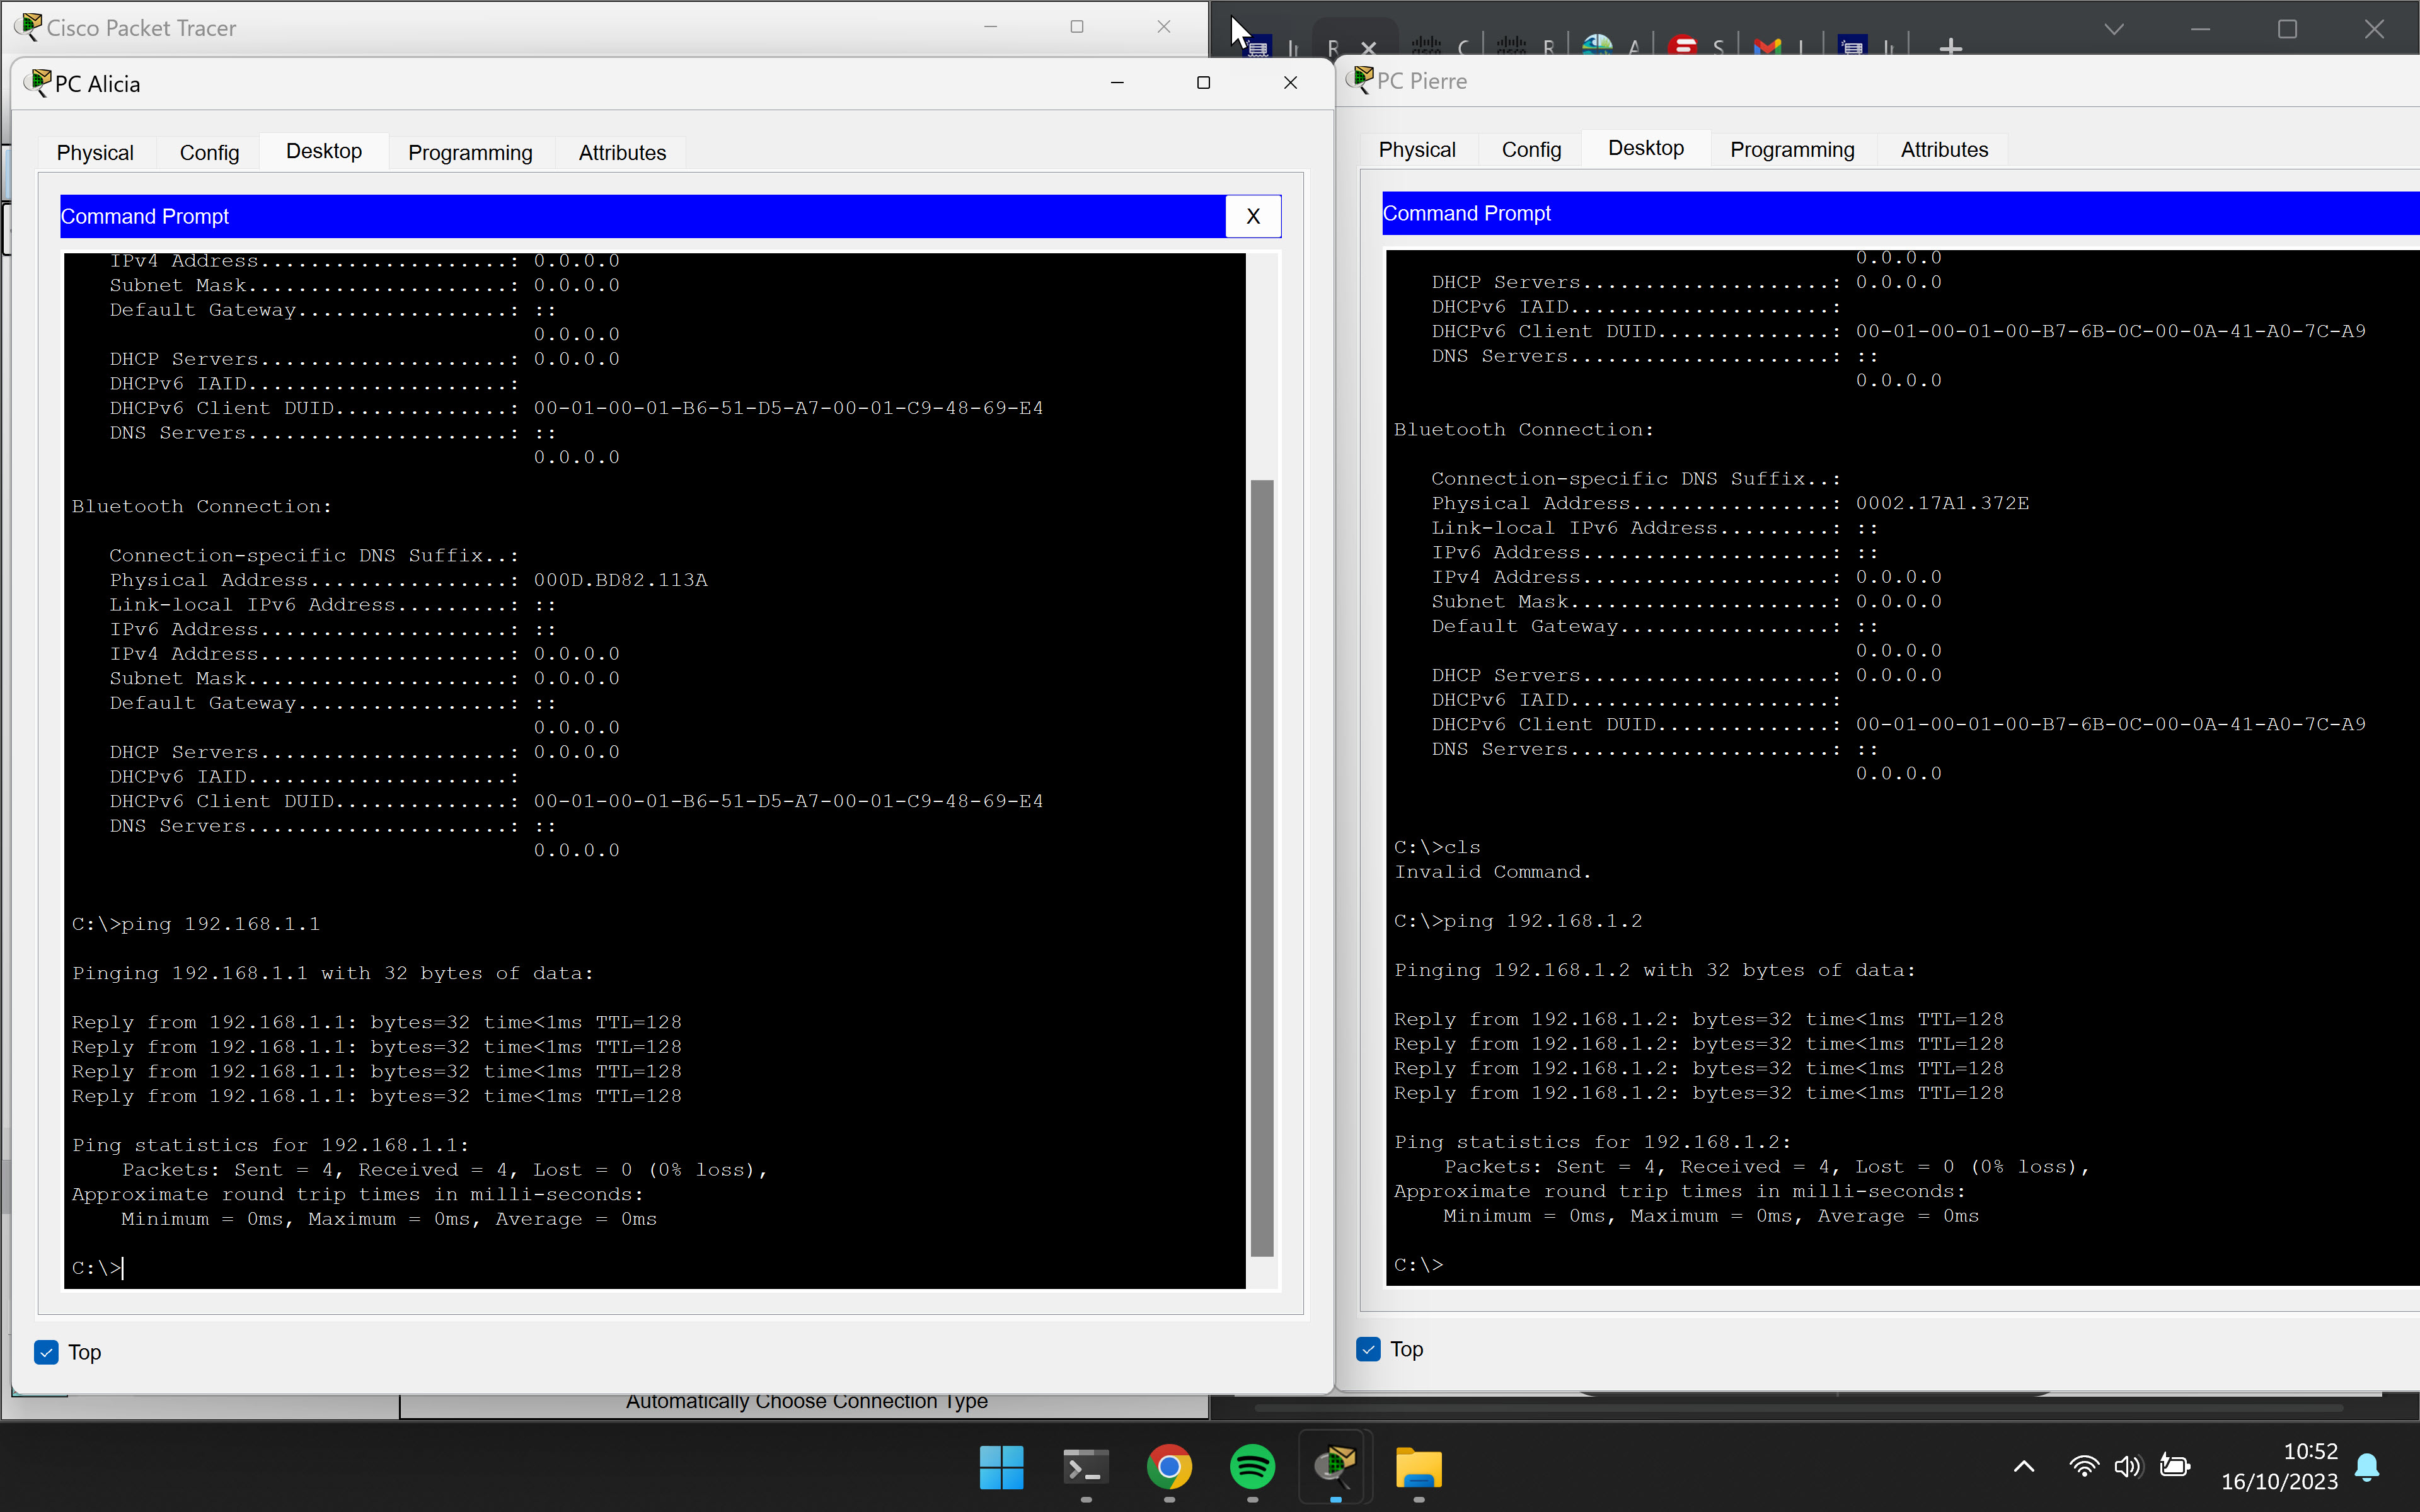 Cisco Packet Tracer
PC Alicia
Physical Config Desktop Programming Attributes
Command Prompt
X
IPv4 Address.....................: 0.0.0.0
Subnet Mask......................: 0.0.0.0
Default Gateway..................: ::
0.0.0.0
DHCP Servers.....................: 0.0.0.0
DHCPv6 IAID......................:
DHCPv6 Client DUID...............: 00-01-00-01-B6-51-D5-A7-00-01-C9-48-69-E4
DNS Servers......................: ::
0.0.0.0
Bluetooth Connection:
Connection-specific DNS Suffix..:
Physical Address.................: 000D.BD82.113A
Link-local IPv6 Address..........: ::
IPv6 Address.....................: ::
IPv4 Address.....................: 0.0.0.0
Subnet Mask......................: 0.0.0.0
Default Gateway..................: ::
0.0.0.0
DHCP Servers.....................: 0.0.0.0
DHCPv6 IAID......................:
DHCPv6 Client DUID...............: 00-01-00-01-B6-51-D5-A7-00-01-C9-48-69-E4
DNS Servers......................: ::
0.0.0.0
C:\>ping 192.168.1.1
Pinging 192.168.1.1 with 32 bytes of data:
Reply from 192.168.1.1: bytes=32 time<1ms TTL=128
Reply from 192.168.1.1: bytes=32 time<1ms TTL=128
Reply from 192.168.1.1: bytes=32 time<1ms TTL=128
Reply from 192.168.1.1: bytes=32 time<1ms TTL=128
Ping statistics for 192.168.1.1:
Packets: Sent = 4, Received = 4, Lost = 0 (0% loss),
Approximate round trip times in milli-seconds:
Minimum = 0ms, Maximum = 0ms, Average = 0ms
C:\>
Top
Automatically Choose Connection Type
PC Pierre
Physical Config Desktop Programming Attributes
Command Prompt
0.0.0.0
DHCP Servers.....................: 0.0.0.0
DHCPv6 IAID......................:
DHCPv6 Client DUID...............: 00-01-00-01-00-B7-6B-0C-00-0A-41-A0-7C-A9
DNS Servers......................: ::
0.0.0.0
Bluetooth Connection:
Connection-specific DNS Suffix..:
Physical Address.................: 0002.17A1.372E
Link-local IPv6 Address..........: ::
IPv6 Address.....................: ::
IPv4 Address.....................: 0.0.0.0
Subnet Mask......................: 0.0.0.0
Default Gateway..................: ::
0.0.0.0
DHCP Servers.....................: 0.0.0.0
DHCPv6 IAID......................:
DHCPv6 Client DUID...............: 00-01-00-01-00-B7-6B-0C-00-0A-41-A0-7C-A9
DNS Servers......................: ::
0.0.0.0
C:\>cls
Invalid Command.
C:\>ping 192.168.1.2
Pinging 192.168.1.2 with 32 bytes of data:
Reply from 192.168.1.2: bytes=32 time<1ms TTL=128
Reply from 192.168.1.2: bytes=32 time<1ms TTL=128
Reply from 192.168.1.2: bytes=32 time<1ms TTL=128
Reply from 192.168.1.2: bytes=32 time<1ms TTL=128
Ping statistics for 192.168.1.2:
Packets: Sent = 4, Received = 4, Lost = 0 (0% loss),
Approximate round trip times in milli-seconds:
Minimum = 0ms, Maximum = 0ms, Average = 0ms
C:\>
Top
10:52
16/10/2023